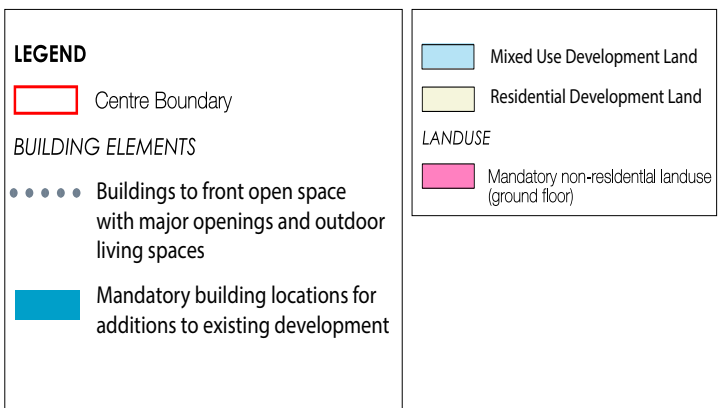 LEGEND
Centre Boundary
BUILDING ELEMENTS
Buildings to front open space
with major openings and outdoor
living spaces
Mandatory building locations for
additions to existing development
Mixed Use Development Land
Residential Development Land
LANDUSE
Mandatory non-residential landuse
(ground floor)